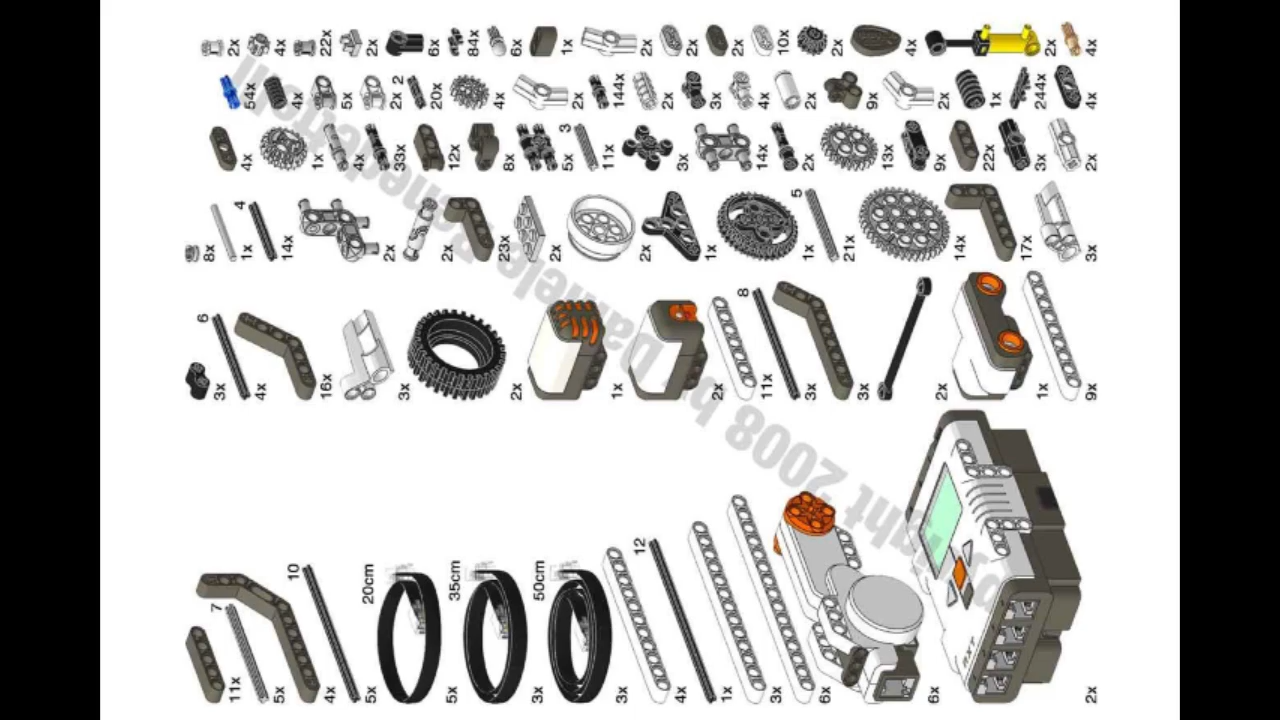 2x 4x 22x 2x 6x 84x 6x 1x 2x 2x 2x 10x 2x 4x 2x 4x
54x 4x 5x 2x 2 20x 4x 2x 144x 2x 3x 4x 2x 9x 2x 1x 244x 4x
4x 1x 4x 33x 12x 8x 5x 3 11x 3x 14x 2x 13x 9x 22x 3x 2x
8x 1x 4 14x 2x 2x 23x 2x 2x 1x 1x 5 21x 14x 17x 3x
3x 6 4x 16x 3x 2x 1x 2x 11x 8 3x 3x 2x 1x 9x
11x 7 5x 4x 10 5x 20cm 5x 35cm 3x 50cm 3x 4x 12 1x 3x 6x 6x 2x
NXT
2008 by Daniele Benedettelli